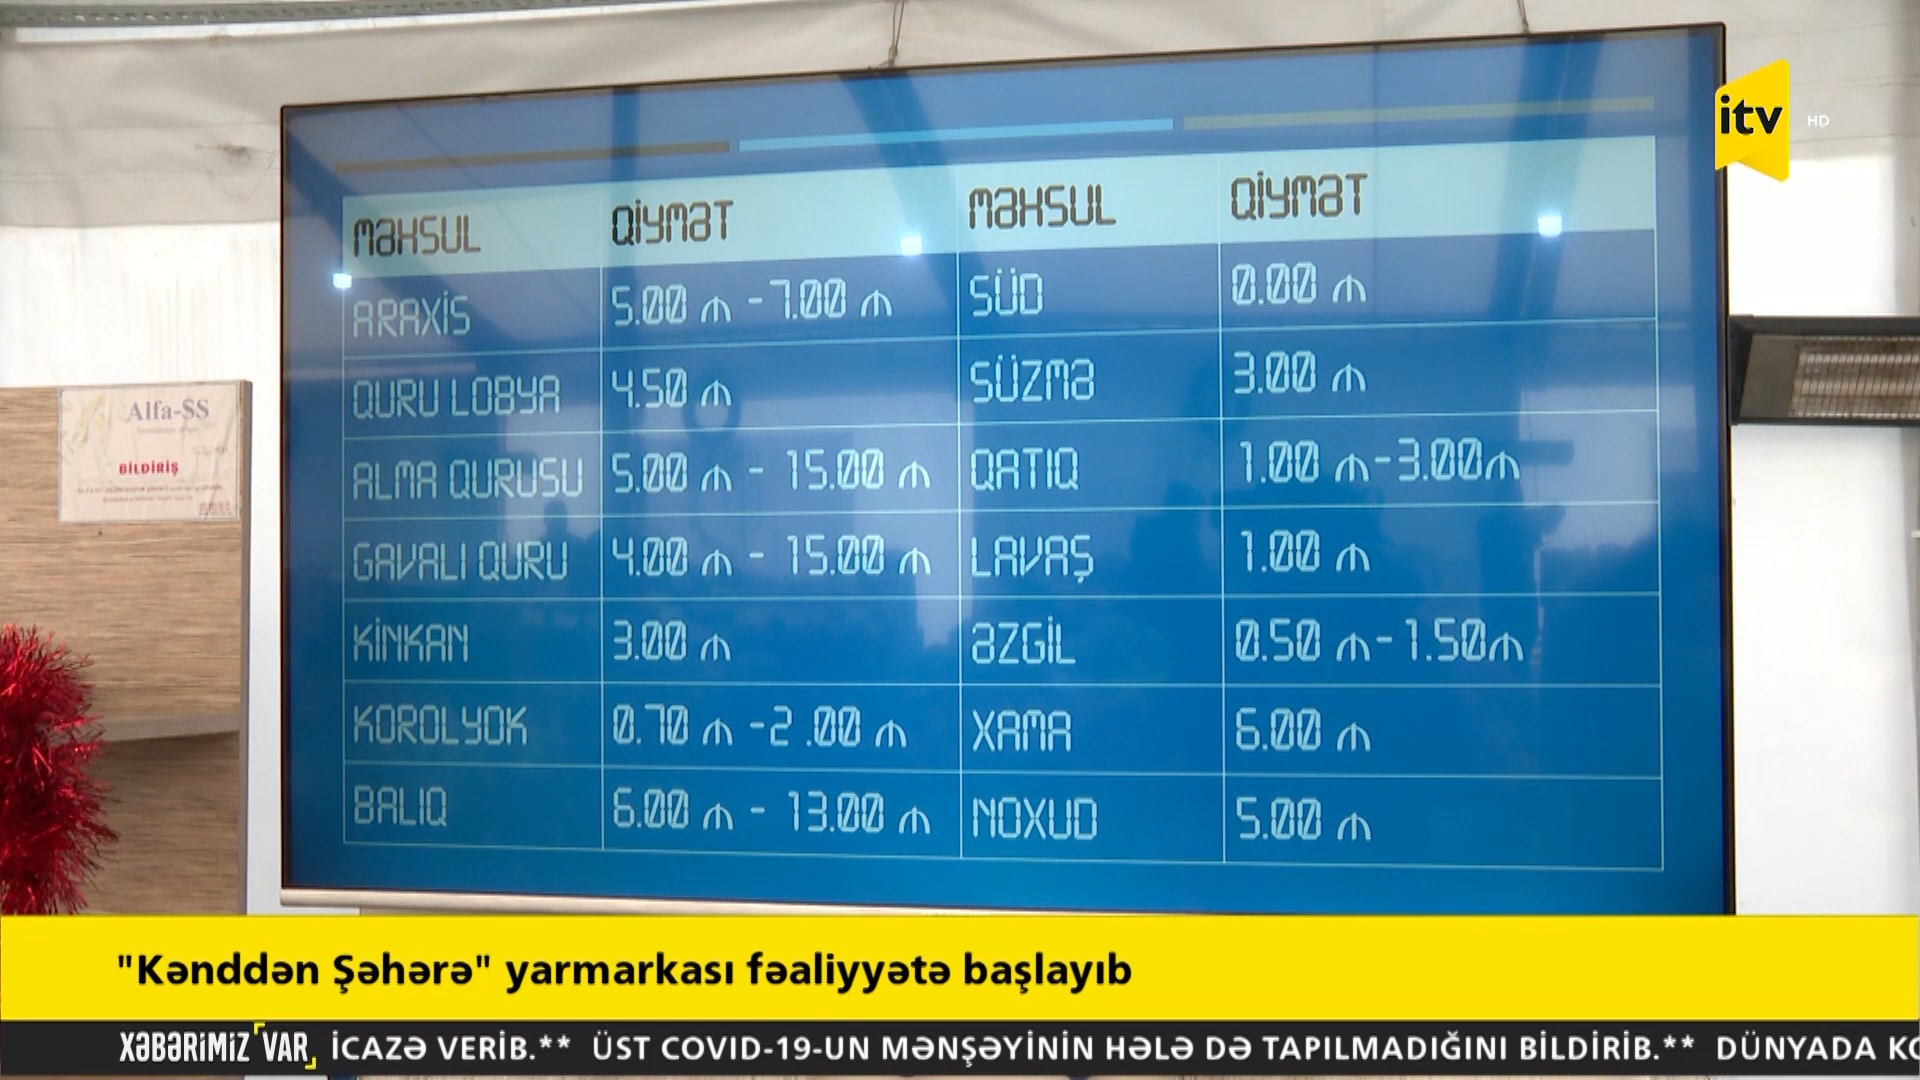 itv HD
MƏHSUL QİYMƏT MƏHSUL QİYMƏT
ARAXİS 5.00 ₼ -7.00 ₼ SÜD 0.00 ₼
QURU LOBYA 4.50 ₼ SÜZMƏ 3.00 ₼
ALMA QURUSU 5.00 ₼ - 15.00 ₼ QATIQ 1.00 ₼-3.00₼
GAVALI QURU 4.00 ₼ - 15.00 ₼ LAVAŞ 1.00 ₼
KİNKAN 3.00 ₼ ƏZGİL 0.50 ₼-1.50₼
KOROLYOK 0.70 ₼ -2 .00 ₼ XAMA 6.00 ₼
BALIQ 6.00 ₼ - 13.00 ₼ NOXUD 5.00 ₼
Alfa-SS
BİLDİRİŞ
"Kənddən Şəhərə" yarmarkası fəaliyyətə başlayıb
XƏBƏRİMİZ VAR İCAZƏ VERİB.** ÜST COVID-19-UN MƏNŞƏYİNİN HƏLƏ DƏ TAPILMADIĞINI BİLDİRİB.** DÜNYADA